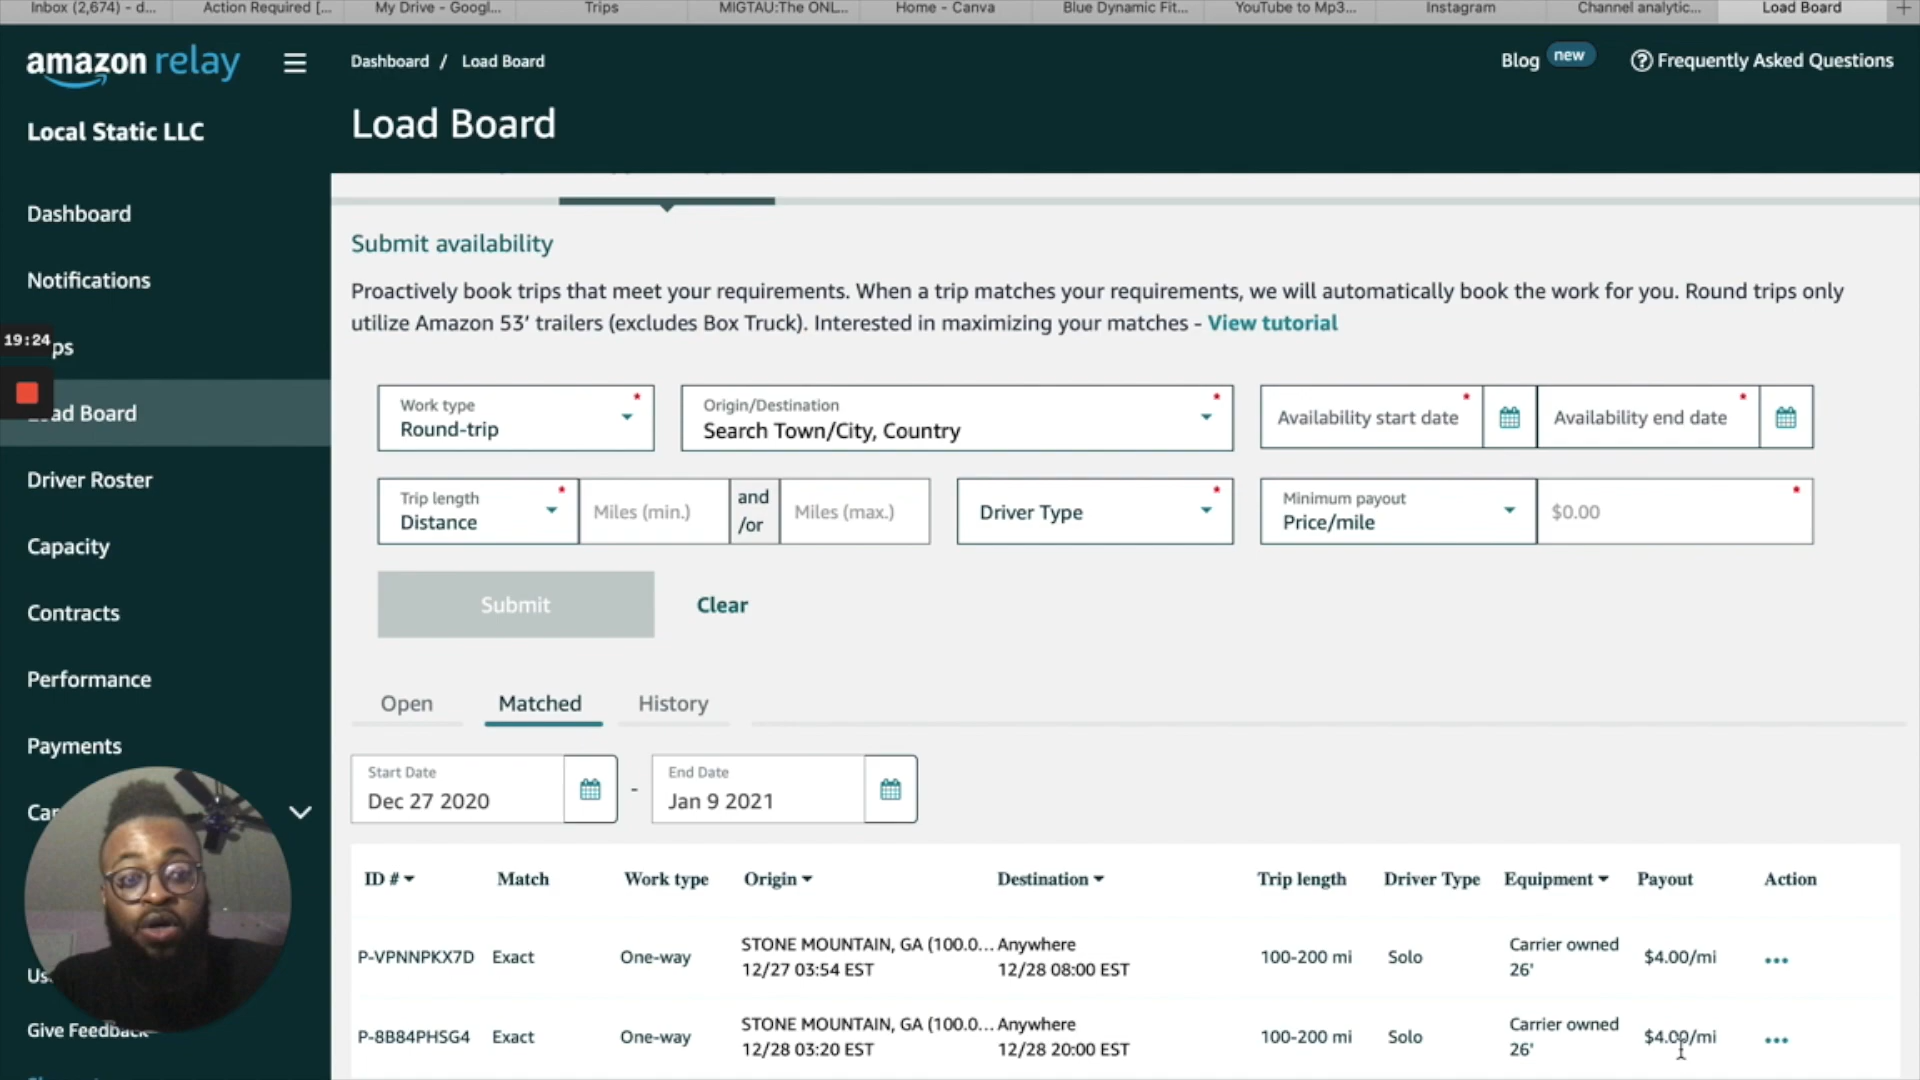 Inbox (2,674) – d...
Action Required [...
My Drive – Googl...
Trips
MIGTAU:The ONL...
Home – Canva
Blue Dynamic Fit...
YouTube to Mp3...
Instagram
Channel analytic...
Load Board
amazon relay
Dashboard / Load Board
Blog new
Frequently Asked Questions
Local Static LLC
Load Board
Dashboard
Notifications
ps
19:24
ad Board
Driver Roster
Capacity
Contracts
Performance
Payments
Car
Us
Give Feedback
Submit availability
Proactively book trips that meet your requirements. When a trip matches your requirements, we will automatically book the work for you. Round trips only
utilize Amazon 53’ trailers (excludes Box Truck). Interested in maximizing your matches - View tutorial
Work type *
Round-trip
Origin/Destination *
Search Town/City, Country
Availability start date *
Availability end date *
Trip length *
Distance
Miles (min.)
and
/or
Miles (max.)
Driver Type *
Minimum payout
Price/mile
$0.00 *
Submit
Clear
Open Matched History
Start Date
Dec 27 2020
-
End Date
Jan 9 2021
ID # Match Work type Origin Destination Trip length Driver Type Equipment Payout Action
P-VPNNPKX7D Exact One-way STONE MOUNTAIN, GA (100.0... Anywhere 100-200 mi Solo Carrier owned $4.00/mi ...
12/27 03:54 EST 12/28 08:00 EST 26'
P-8B84PHSG4 Exact One-way STONE MOUNTAIN, GA (100.0... Anywhere 100-200 mi Solo Carrier owned $4.00/mi ...
12/28 03:20 EST 12/28 20:00 EST 26'